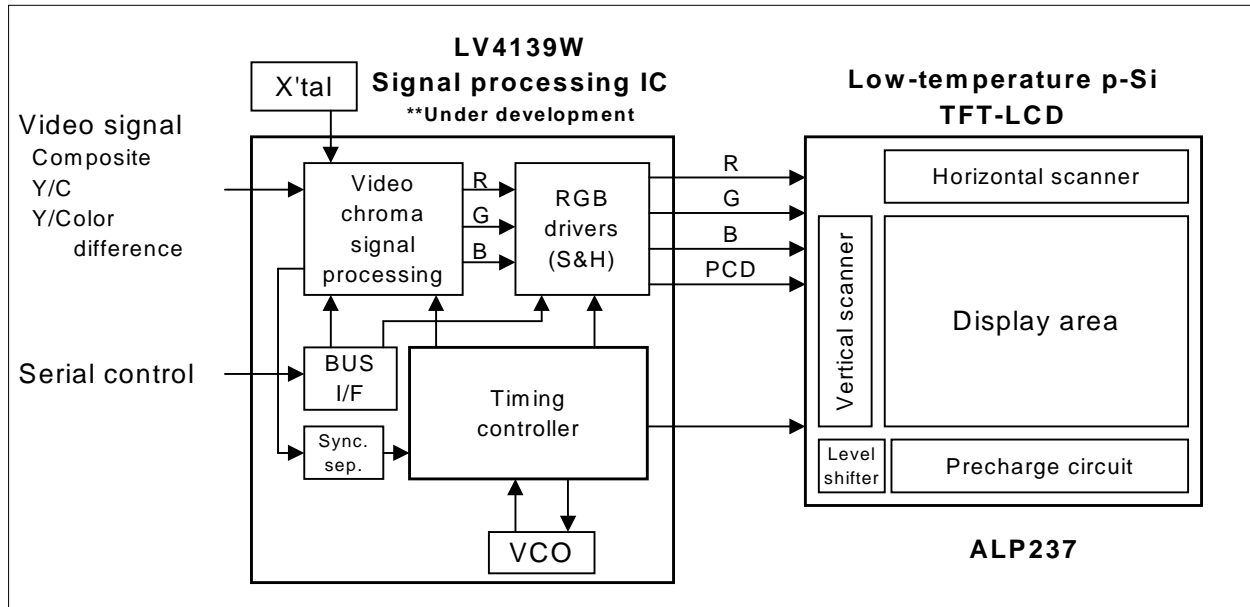 LV4139W
Signal processing IC
**Under development
X'tal
Low-temperature p-Si
TFT-LCD
Video signal
Composite
Y/C
Y/Color
difference
Video
chroma
signal
processing
R
G
B
RGB
drivers
(S&H)
R
G
B
PCD
Horizontal scanner
Vertical scanner
Display area
Serial control
BUS
I/F
Timing
controller
Sync.
sep.
Level
shifter
Precharge circuit
VCO
ALP237